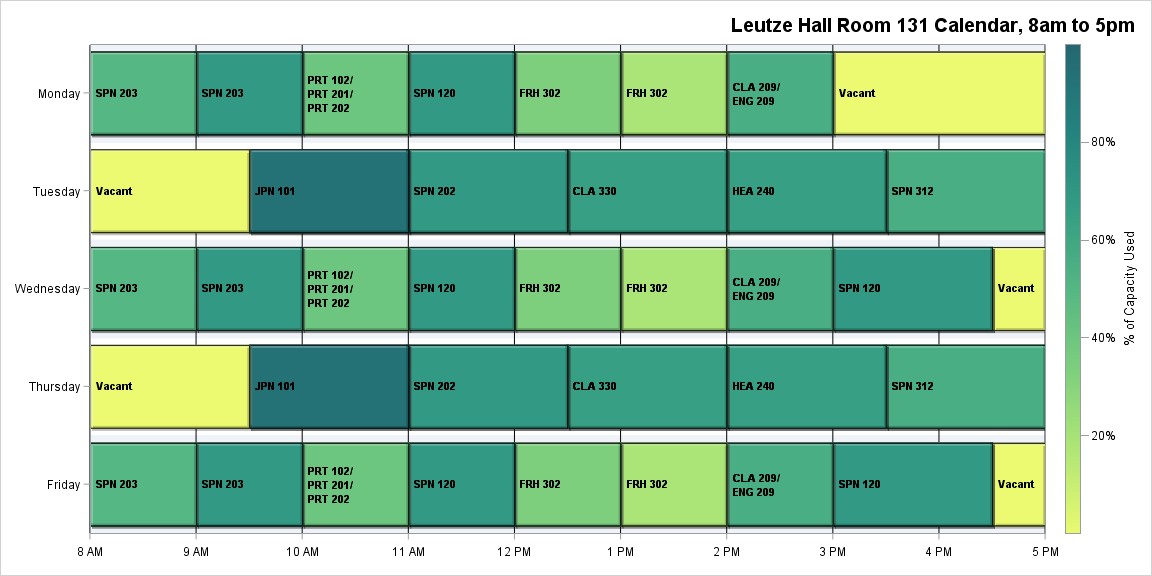 Leutze Hall Room 131 Calendar, 8am to 5pm
Monday
SPN 203
SPN 203
PRT 102/
PRT 201/
PRT 202
SPN 120
FRH 302
FRH 302
CLA 209/
ENG 209
Vacant
Tuesday
Vacant
JPN 101
SPN 202
CLA 330
HEA 240
SPN 312
Wednesday
SPN 203
SPN 203
PRT 102/
PRT 201/
PRT 202
SPN 120
FRH 302
FRH 302
CLA 209/
ENG 209
SPN 120
Vacant
Thursday
Vacant
JPN 101
SPN 202
CLA 330
HEA 240
SPN 312
Friday
SPN 203
SPN 203
PRT 102/
PRT 201/
PRT 202
SPN 120
FRH 302
FRH 302
CLA 209/
ENG 209
SPN 120
Vacant
8 AM
9 AM
10 AM
11 AM
12 PM
1 PM
2 PM
3 PM
4 PM
5 PM
80%
60%
40%
20%
% of Capacity Used